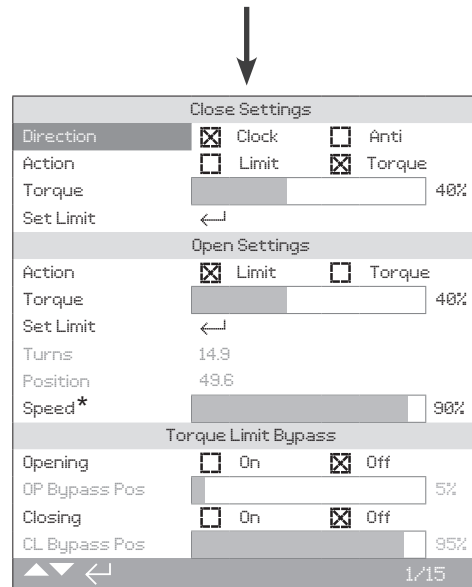 Close Settings
Direction Clock Anti
Action Limit Torque
Torque 40%
Set Limit
Open Settings
Action Limit Torque
Torque 40%
Set Limit
Turns 14.9
Position 49.6
Speed* 90%
Torque Limit Bypass
Opening On Off
OP Bypass Pos 5%
Closing On Off
CL Bypass Pos 95%
1/15